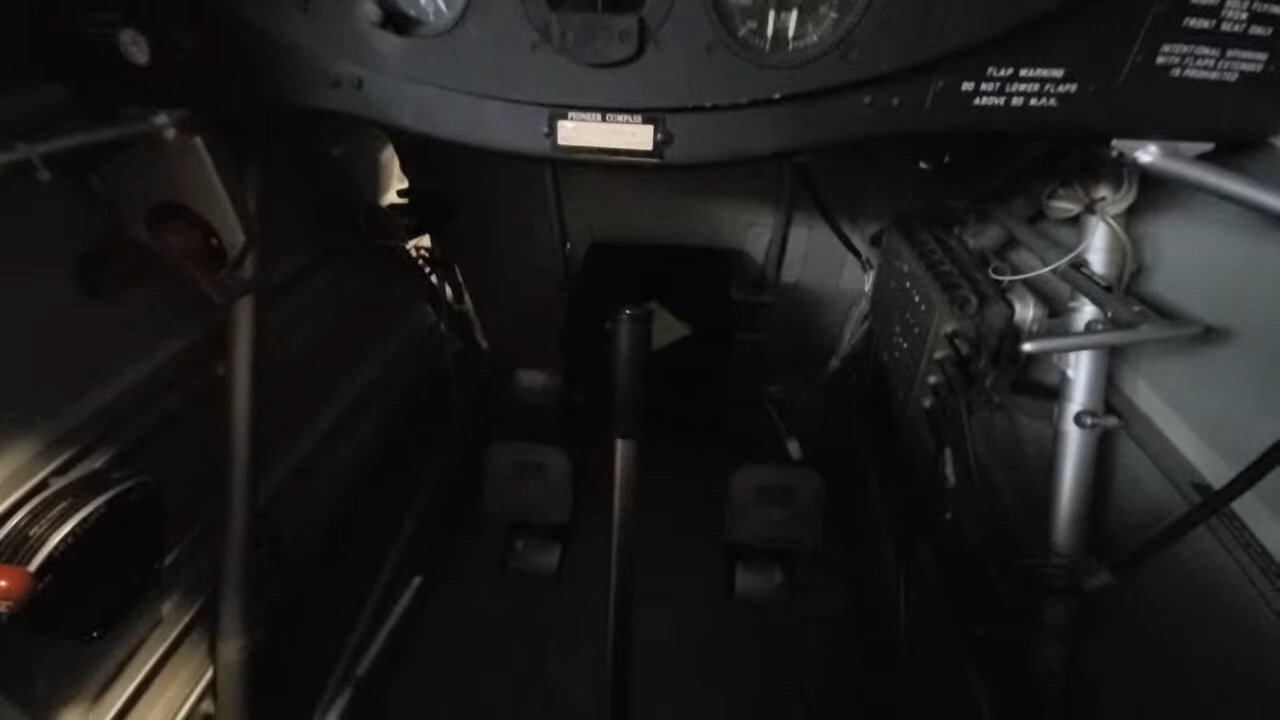 PIONEER COMPASS
FLAP WARNING
DO NOT LOWER FLAPS
ABOVE 95 M.P.H.
FROM
FRONT SEAT ONLY
INTENTIONAL SPINNING
WITH FLAPS EXTENDED
IS PROHIBITED